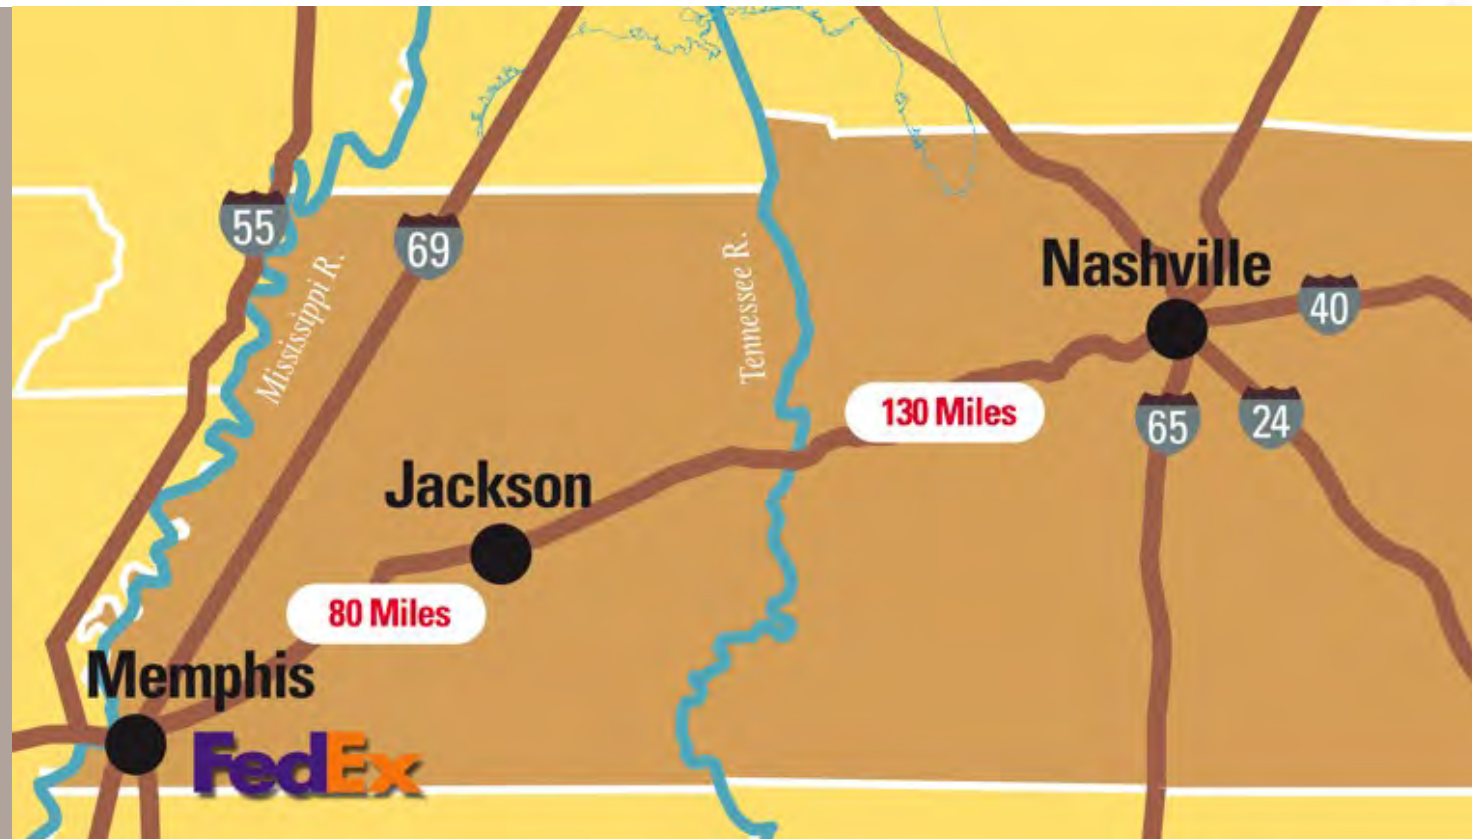 55
69
Mississippi R.
Tennessee R.
Nashville
40
130 Miles
65
24
Jackson
80 Miles
Memphis
FedEx